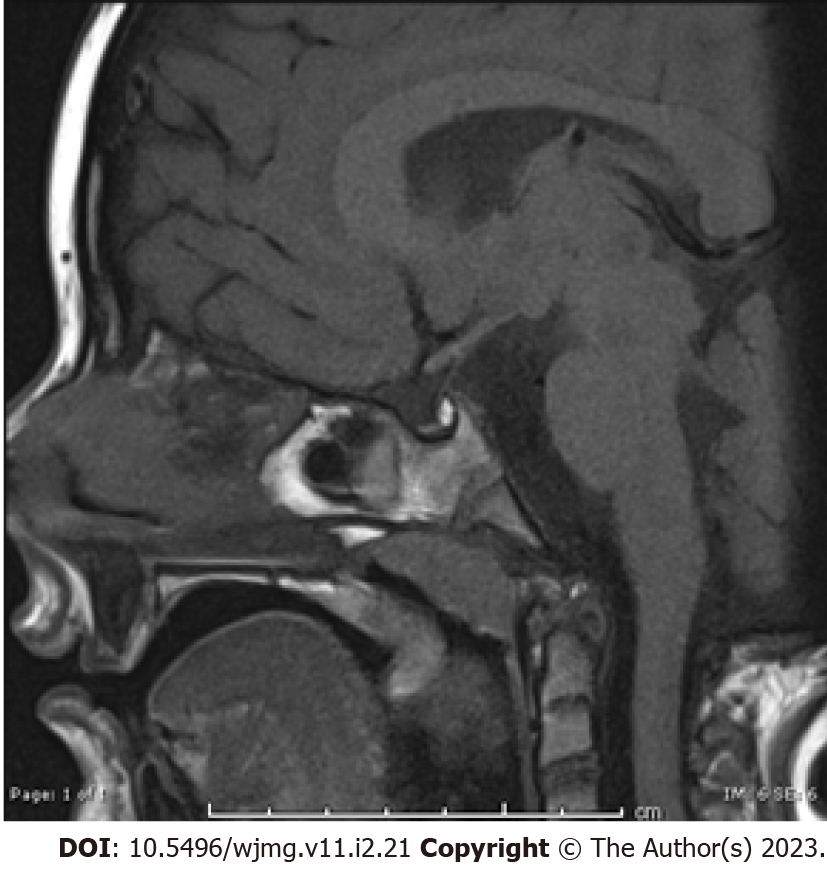 Page: 1 of 1
IM: 6 SE: 6
cm
DOI: 10.5496/wjmg.v11.i2.21 Copyright © The Author(s) 2023.